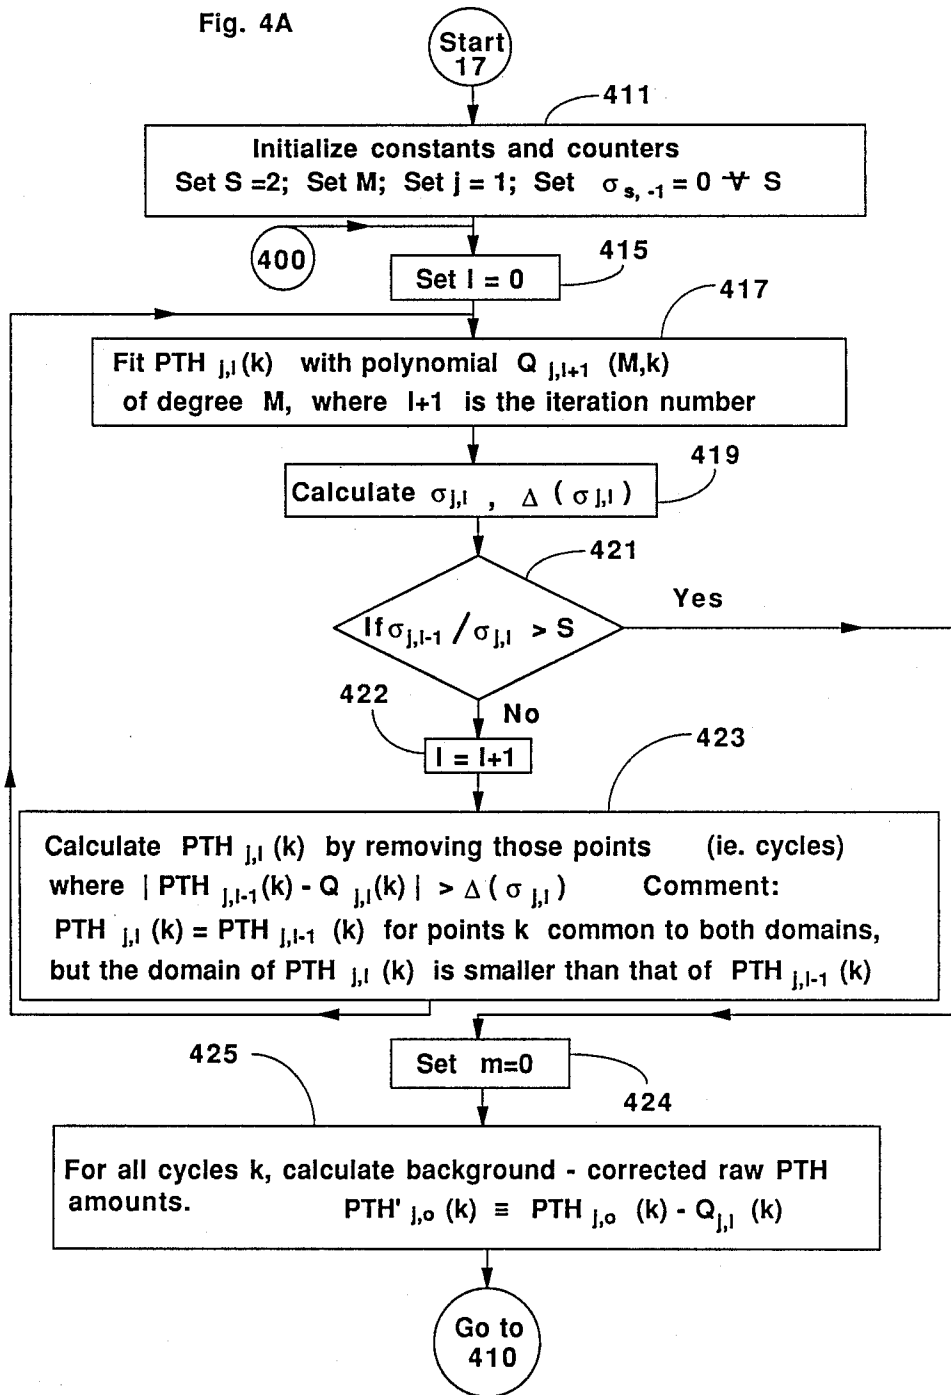 Fig. 4A
Start
17
411
Initialize constants and counters
Set S =2; Set M; Set j = 1; Set σ s, -1 = 0 ∀ S
400
415
Set l = 0
417
Fit PTH j,l (k) with polynomial Q j,l+1 (M,k)
of degree M, where l+1 is the iteration number
419
Calculate σ j,l , Δ ( σ j,l )
421
If σ j,l-1 / σ j,l > S
Yes
422
No
l = l+1
423
Calculate PTH j,l (k) by removing those points (ie. cycles)
where | PTH j,l-1 (k) - Q j,l (k) | > Δ ( σ j,l ) Comment:
PTH j,l (k) = PTH j,l-1 (k) for points k common to both domains,
but the domain of PTH j,l (k) is smaller than that of PTH j,l-1 (k)
425
Set m=0
424
For all cycles k, calculate background - corrected raw PTH
amounts. PTH' j,o (k) ≡ PTH j,o (k) - Q j,l (k)
Go to
410